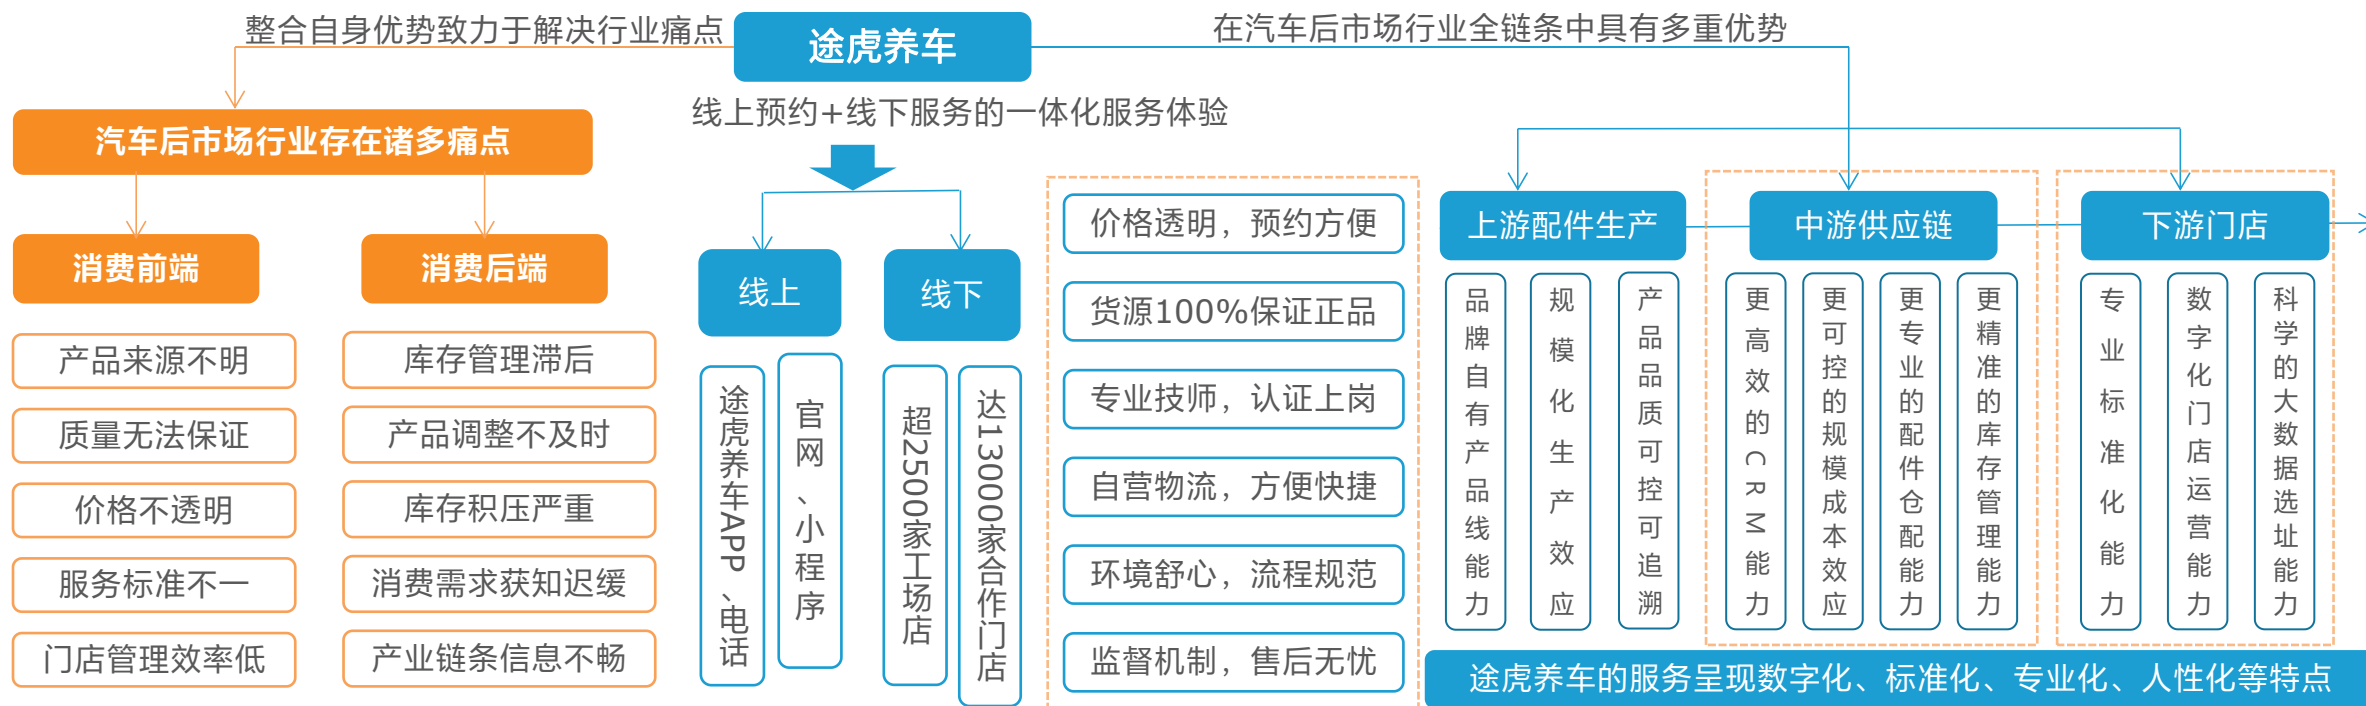 整合自身优势致力于解决行业痛点
途虎养车
在汽车后市场行业全链条中具有多重优势
线上预约+线下服务的一体化服务体验
汽车后市场行业存在诸多痛点
消费前端
产品来源不明
质量无法保证
价格不透明
服务标准不一
门店管理效率低
消费后端
库存管理滞后
产品调整不及时
库存积压严重
消费需求获知迟缓
产业链条信息不畅
线上
途虎养车APP、电话
官网、小程序
线下
超2500家工场店
达13000家合作门店
价格透明，预约方便
货源100%保证正品
专业技师，认证上岗
自营物流，方便快捷
环境舒心，流程规范
监督机制，售后无忧
上游配件生产
品牌自有产品线能力
规模化生产效应
产品品质可控可追溯
中游供应链
更高效的CRM能力
更可控的规模成本效应
更专业的配件仓配能力
更精准的库存管理能力
下游门店
专业标准化能力
数字化门店运营能力
科学的大数据选址能力
途虎养车的服务呈现数字化、标准化、专业化、人性化等特点